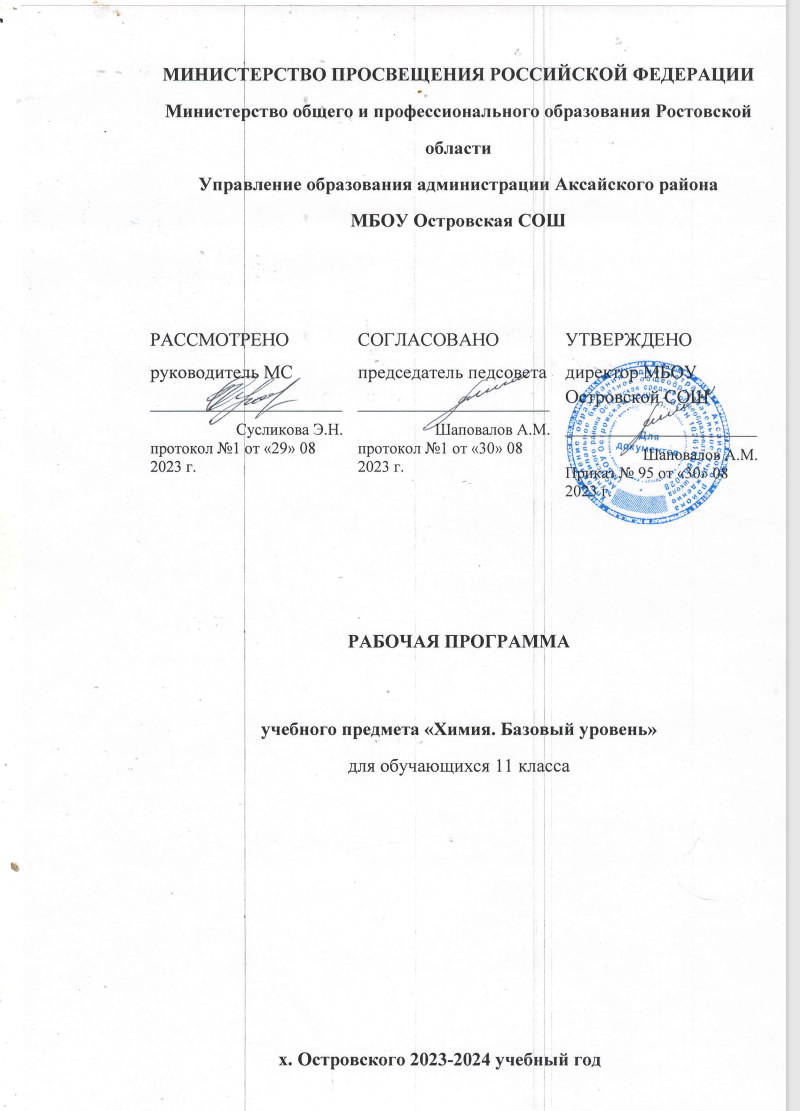 МИНИСТЕРСТВО ПРОСВЕЩЕНИЯ РОССИЙСКОЙ ФЕДЕРАЦИИ
Министерство общего и профессионального образования Ростовской
области
Управление образования администрации Аксайского района
МБОУ Островская СОШ
РАССМОТРЕНО
руководитель МС
Сусликова Э.Н.
протокол №1 от «29» 08
2023 г.
СОГЛАСОВАНО
председатель педсовета
Шаповалов А.М.
протокол №1 от «30» 08
2023 г.
УТВЕРЖДЕНО
директор МБОУ
Островской СОШ
Шаповалов А.М.
Приказ № 95 от «30» 08
2023 г.
Для
документов
РАБОЧАЯ ПРОГРАММА
учебного предмета «Химия. Базовый уровень»
для обучающихся 11 класса
х. Островского 2023-2024 учебный год